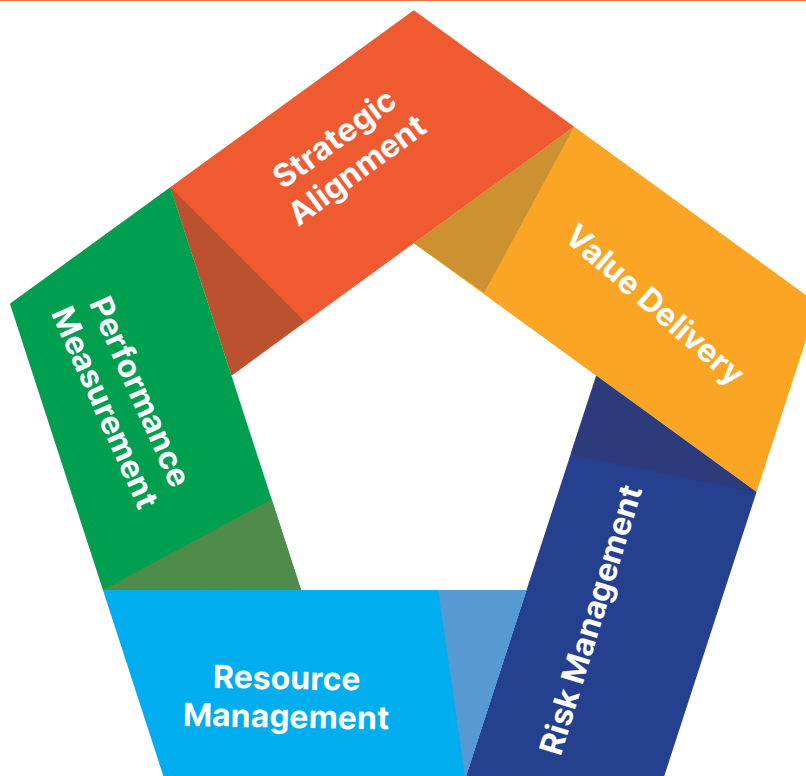 Strategic
Alignment
Value Delivery
Performance
Measurement
Risk Management
Resource
Management